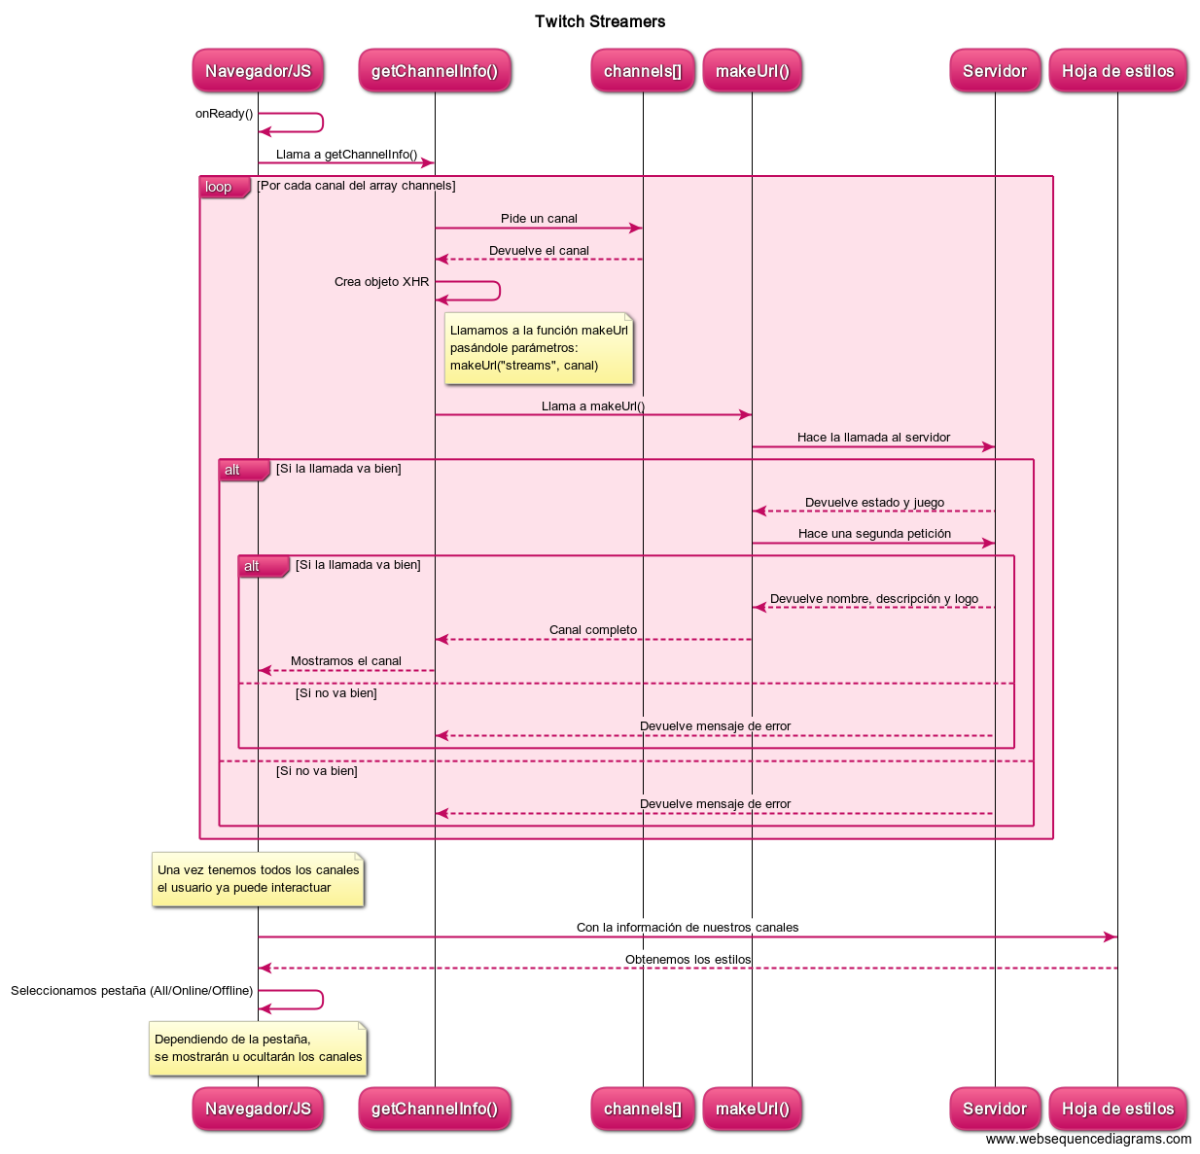 Twitch Streamers
Navegador/JS
getChannelInfo()
channels[]
makeUrl()
Servidor
Hoja de estilos
onReady()
Llama a getChannelInfo()
loop
[Por cada canal del array channels]
Pide un canal
Devuelve el canal
Crea objeto XHR
Llamamos a la función makeUrl
pasándole parámetros:
makeUrl("streams", canal)
Llama a makeUrl()
Hace la llamada al servidor
alt
[Si la llamada va bien]
Devuelve estado y juego
Hace una segunda petición
alt
[Si la llamada va bien]
Devuelve nombre, descripción y logo
Canal completo
Mostramos el canal
[Si no va bien]
Devuelve mensaje de error
[Si no va bien]
Devuelve mensaje de error
Una vez tenemos todos los canales
el usuario ya puede interactuar
Con la información de nuestros canales
Obtenemos los estilos
Seleccionamos pestaña (All/Online/Offline)
Dependiendo de la pestaña,
se mostrarán u ocultarán los canales
Navegador/JS
getChannelInfo()
channels[]
makeUrl()
Servidor
Hoja de estilos
www.websequencediagrams.com